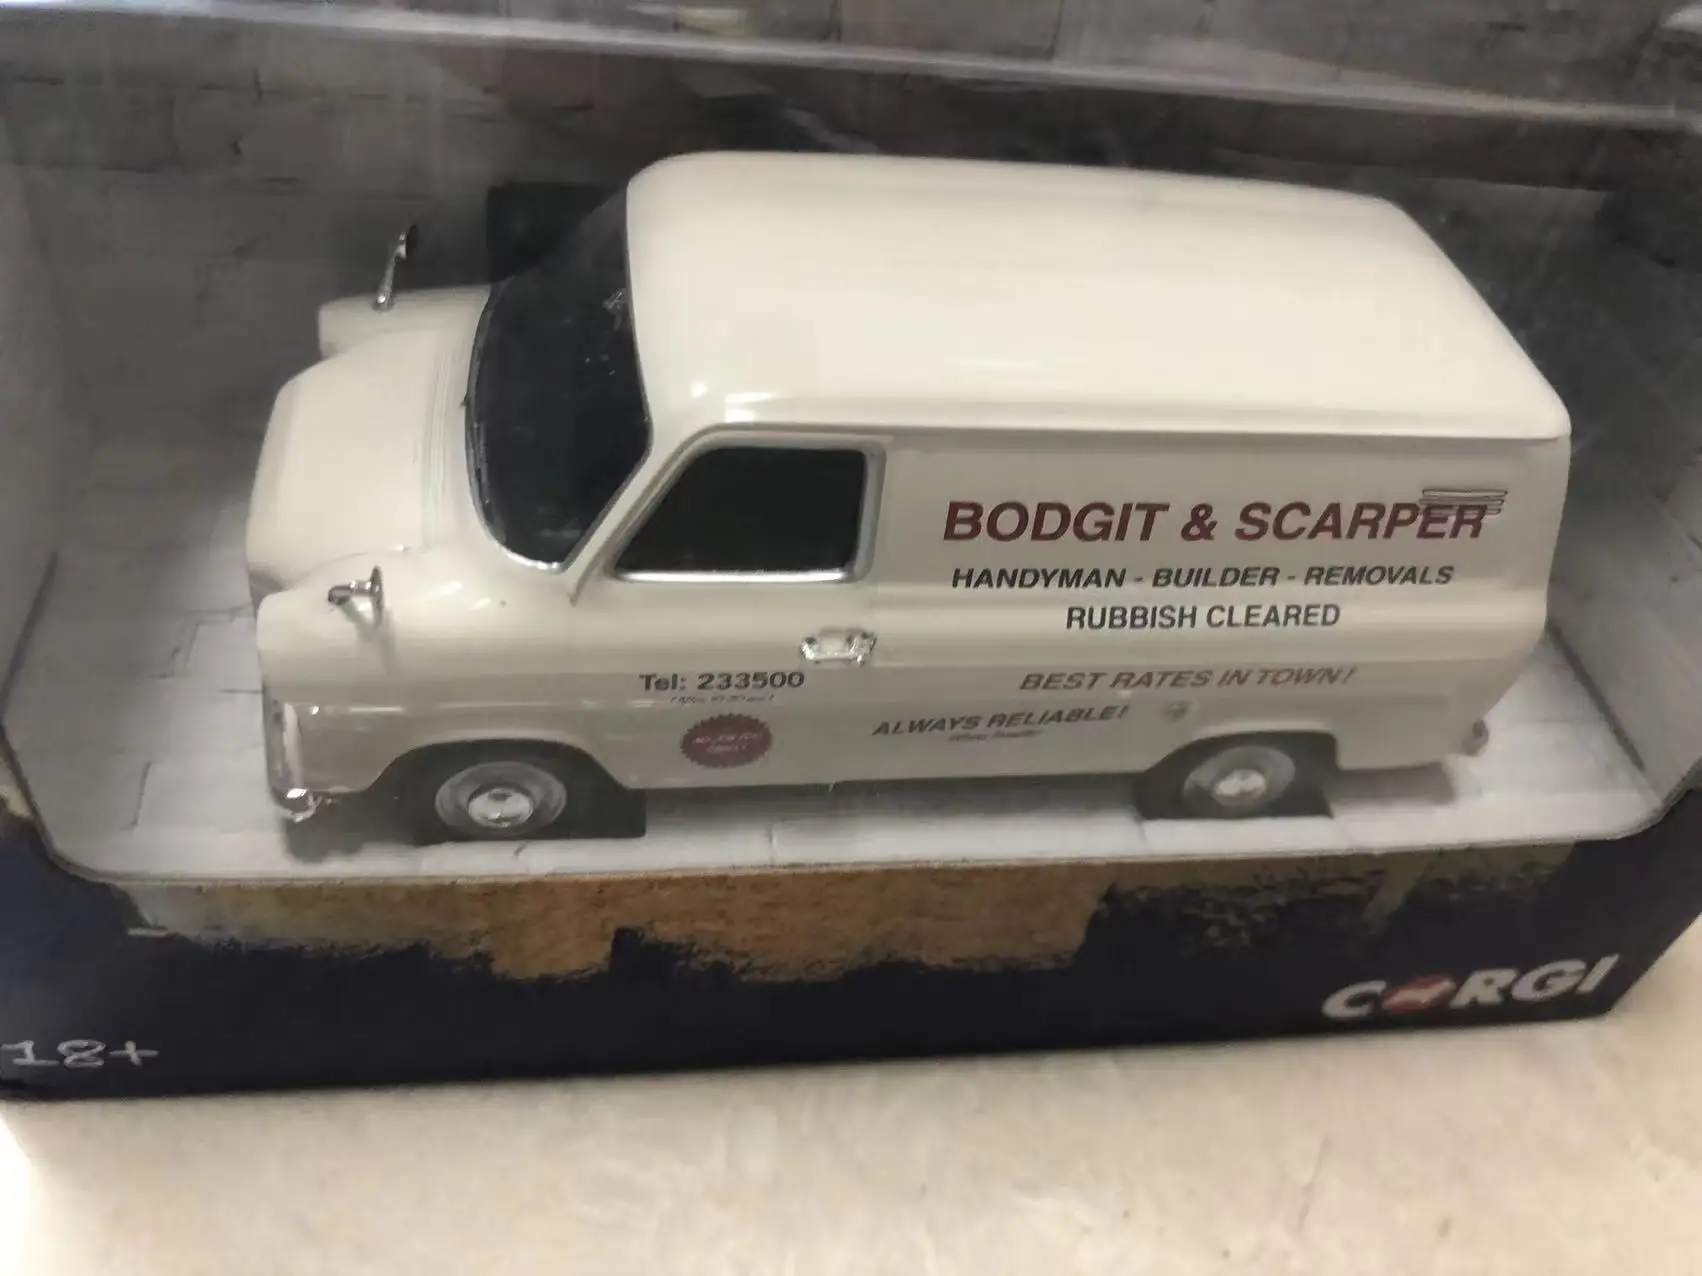 BODGIT & SCARPER
HANDYMAN - BUILDER - REMOVALS
RUBBISH CLEARED
Tel: 233500
BEST RATES IN TOWN!
ALWAYS RELIABLE!
CORGI
18+